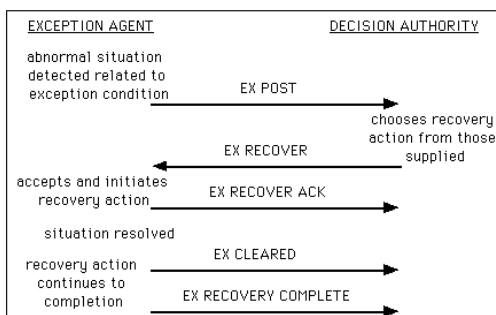 EXCEPTION AGENT
DECISION AUTHORITY
abnormal situation
detected related to
exception condition
EX POST
chooses recovery
action from those
supplied
EX RECOVER
accepts and initiates
recovery action
EX RECOVER ACK
situation resolved
EX CLEARED
recovery action
continues to
completion
EX RECOVERY COMPLETE